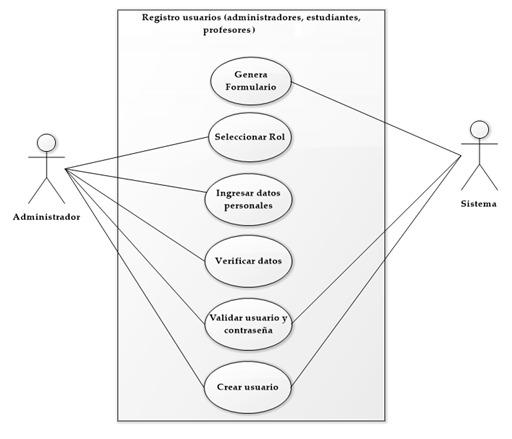 Registro usuarios (administradores, estudiantes,
profesores)
Genera
Formulario
Seleccionar Rol
Administrador
Sistema
Ingresar datos
personales
Verificar datos
Validar usuario y
contraseña
Crear usuario